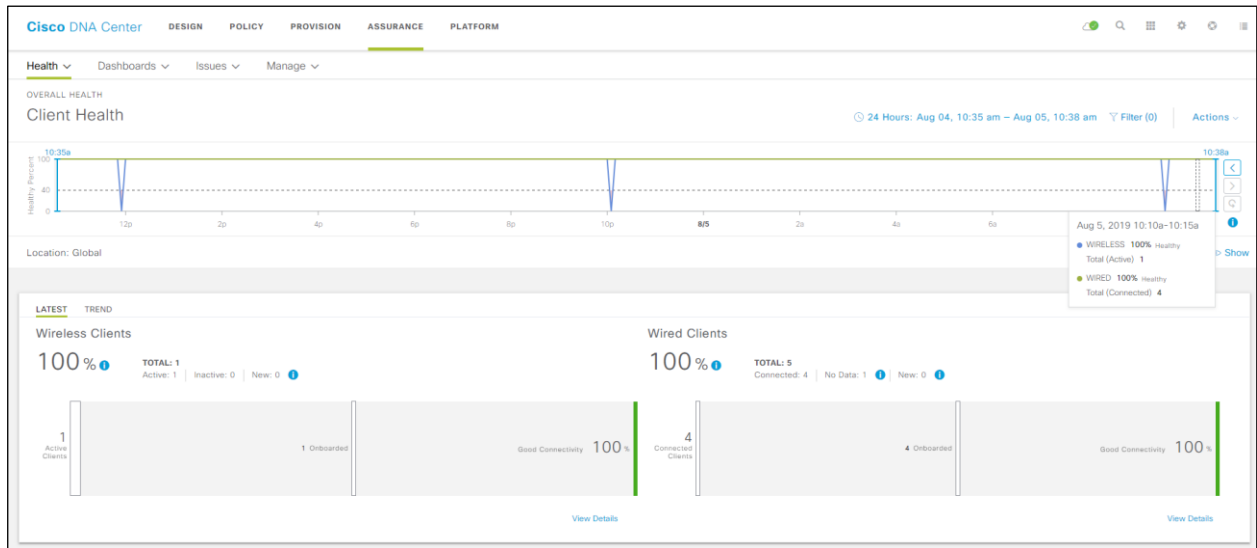 Cisco DNA Center DESIGN POLICY PROVISION ASSURANCE PLATFORM
Health Dashboards Issues Manage
OVERALL HEALTH
Client Health
24 Hours: Aug 04, 10:35 am – Aug 05, 10:38 am Filter (0) Actions
10:35a 10:38a
Healthy Percent
100
40
0
12p 2p 4p 6p 8p 10p 8/5 2a 4a 6a
Aug 5, 2019 10:10a-10:15a
WIRELESS 100% Healthy
Total (Active) 1
WIRED 100% Healthy
Total (Connected) 4
Location: Global
Show
LATEST TREND
Wireless Clients
100 %
TOTAL: 1
Active: 1 Inactive: 0 New: 0
1
Active
Clients
1 Onboarded
Good Connectivity 100 %
View Details
Wired Clients
100 %
TOTAL: 5
Connected: 4 No Data: 1 New: 0
4
Connected
Clients
4 Onboarded
Good Connectivity 100 %
View Details